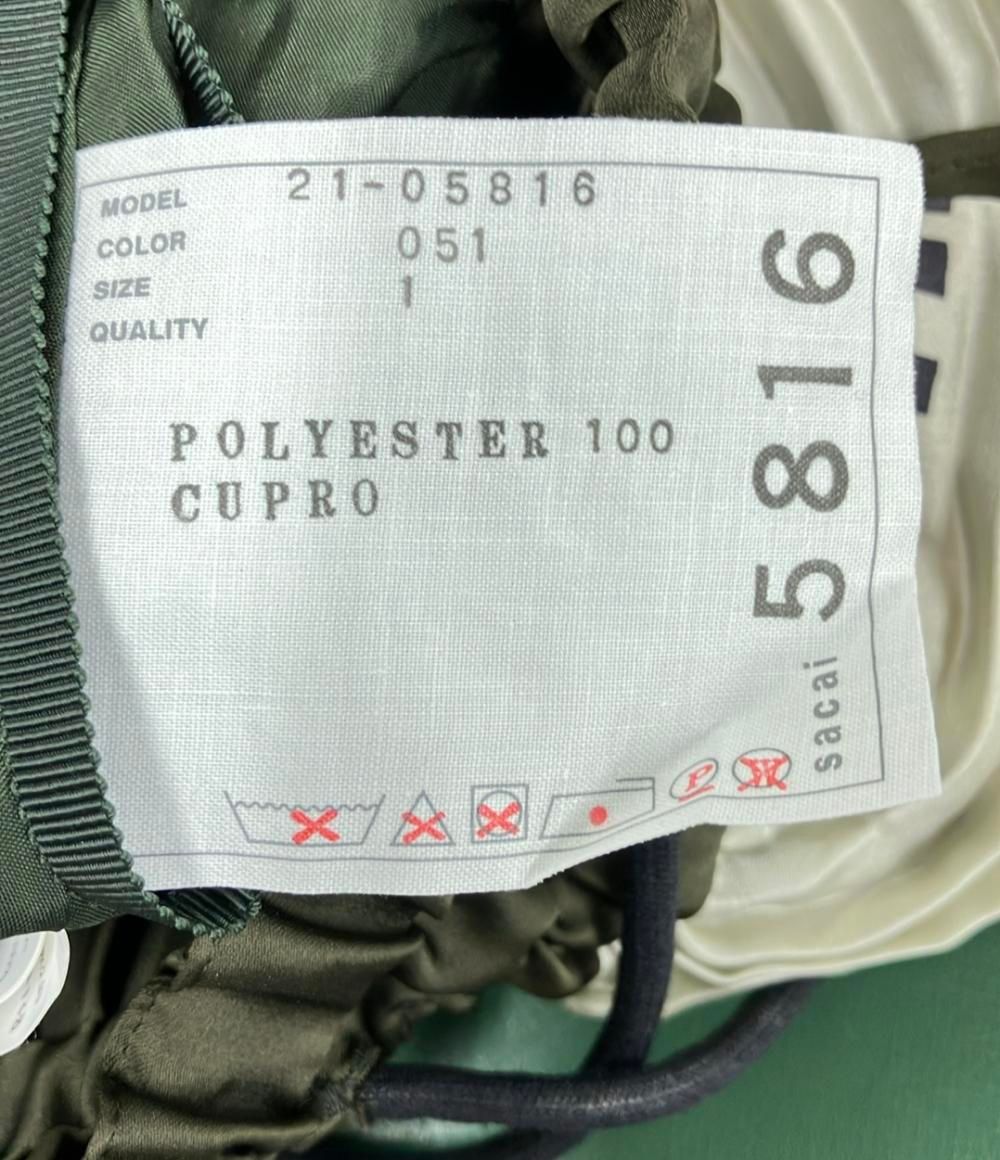 MODEL 21-05816
COLOR 051
SIZE 1
QUALITY
POLYESTER 100
CUPRO
P
W
sacai 5816